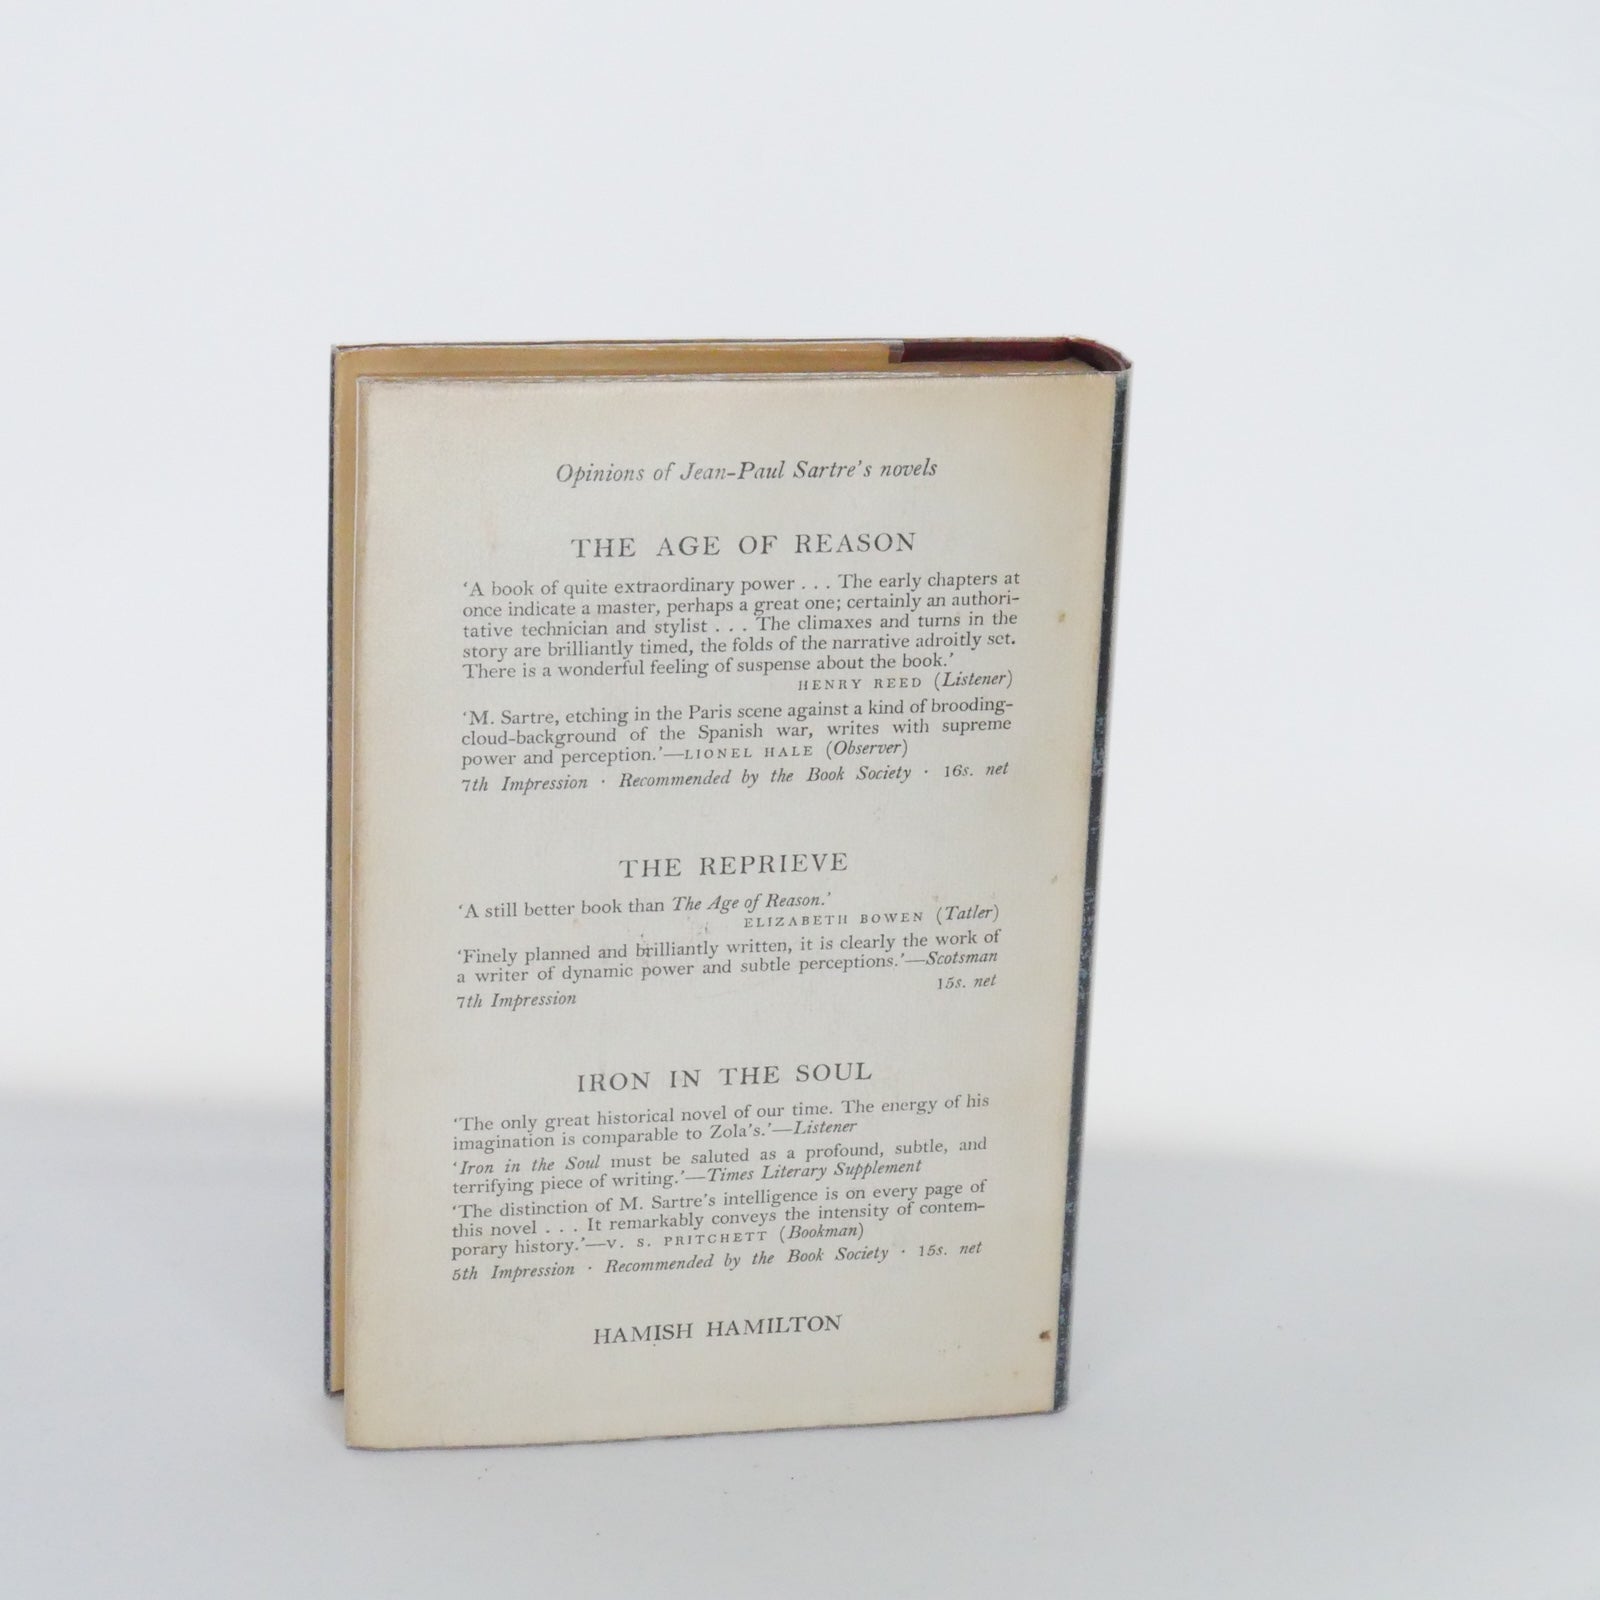 Opinions of Jean-Paul Sartre's novels
THE AGE OF REASON
'A book of quite extraordinary power . . . The early chapters at
once indicate a master, perhaps a great one; certainly an authori-
tative technician and stylist . . . The climaxes and turns in the
story are brilliantly timed, the folds of the narrative adroitly set.
There is a wonderful feeling of suspense about the book.'
HENRY REED (Listener)
'M. Sartre, etching in the Paris scene against a kind of brooding-
cloud-background of the Spanish war, writes with supreme
power and perception.'—LIONEL HALE (Observer)
7th Impression · Recommended by the Book Society · 16s. net
THE REPRIEVE
'A still better book than The Age of Reason.'
ELIZABETH BOWEN (Tatler)
'Finely planned and brilliantly written, it is clearly the work of
a writer of dynamic power and subtle perceptions.'—Scotsman
7th Impression 15s. net
IRON IN THE SOUL
'The only great historical novel of our time. The energy of his
imagination is comparable to Zola's.'—Listener
'Iron in the Soul must be saluted as a profound, subtle, and
terrifying piece of writing.'—Times Literary Supplement
'The distinction of M. Sartre's intelligence is on every page of
this novel . . . It remarkably conveys the intensity of contem-
porary history.'—V. S. PRITCHETT (Bookman)
5th Impression · Recommended by the Book Society · 15s. net
HAMISH HAMILTON